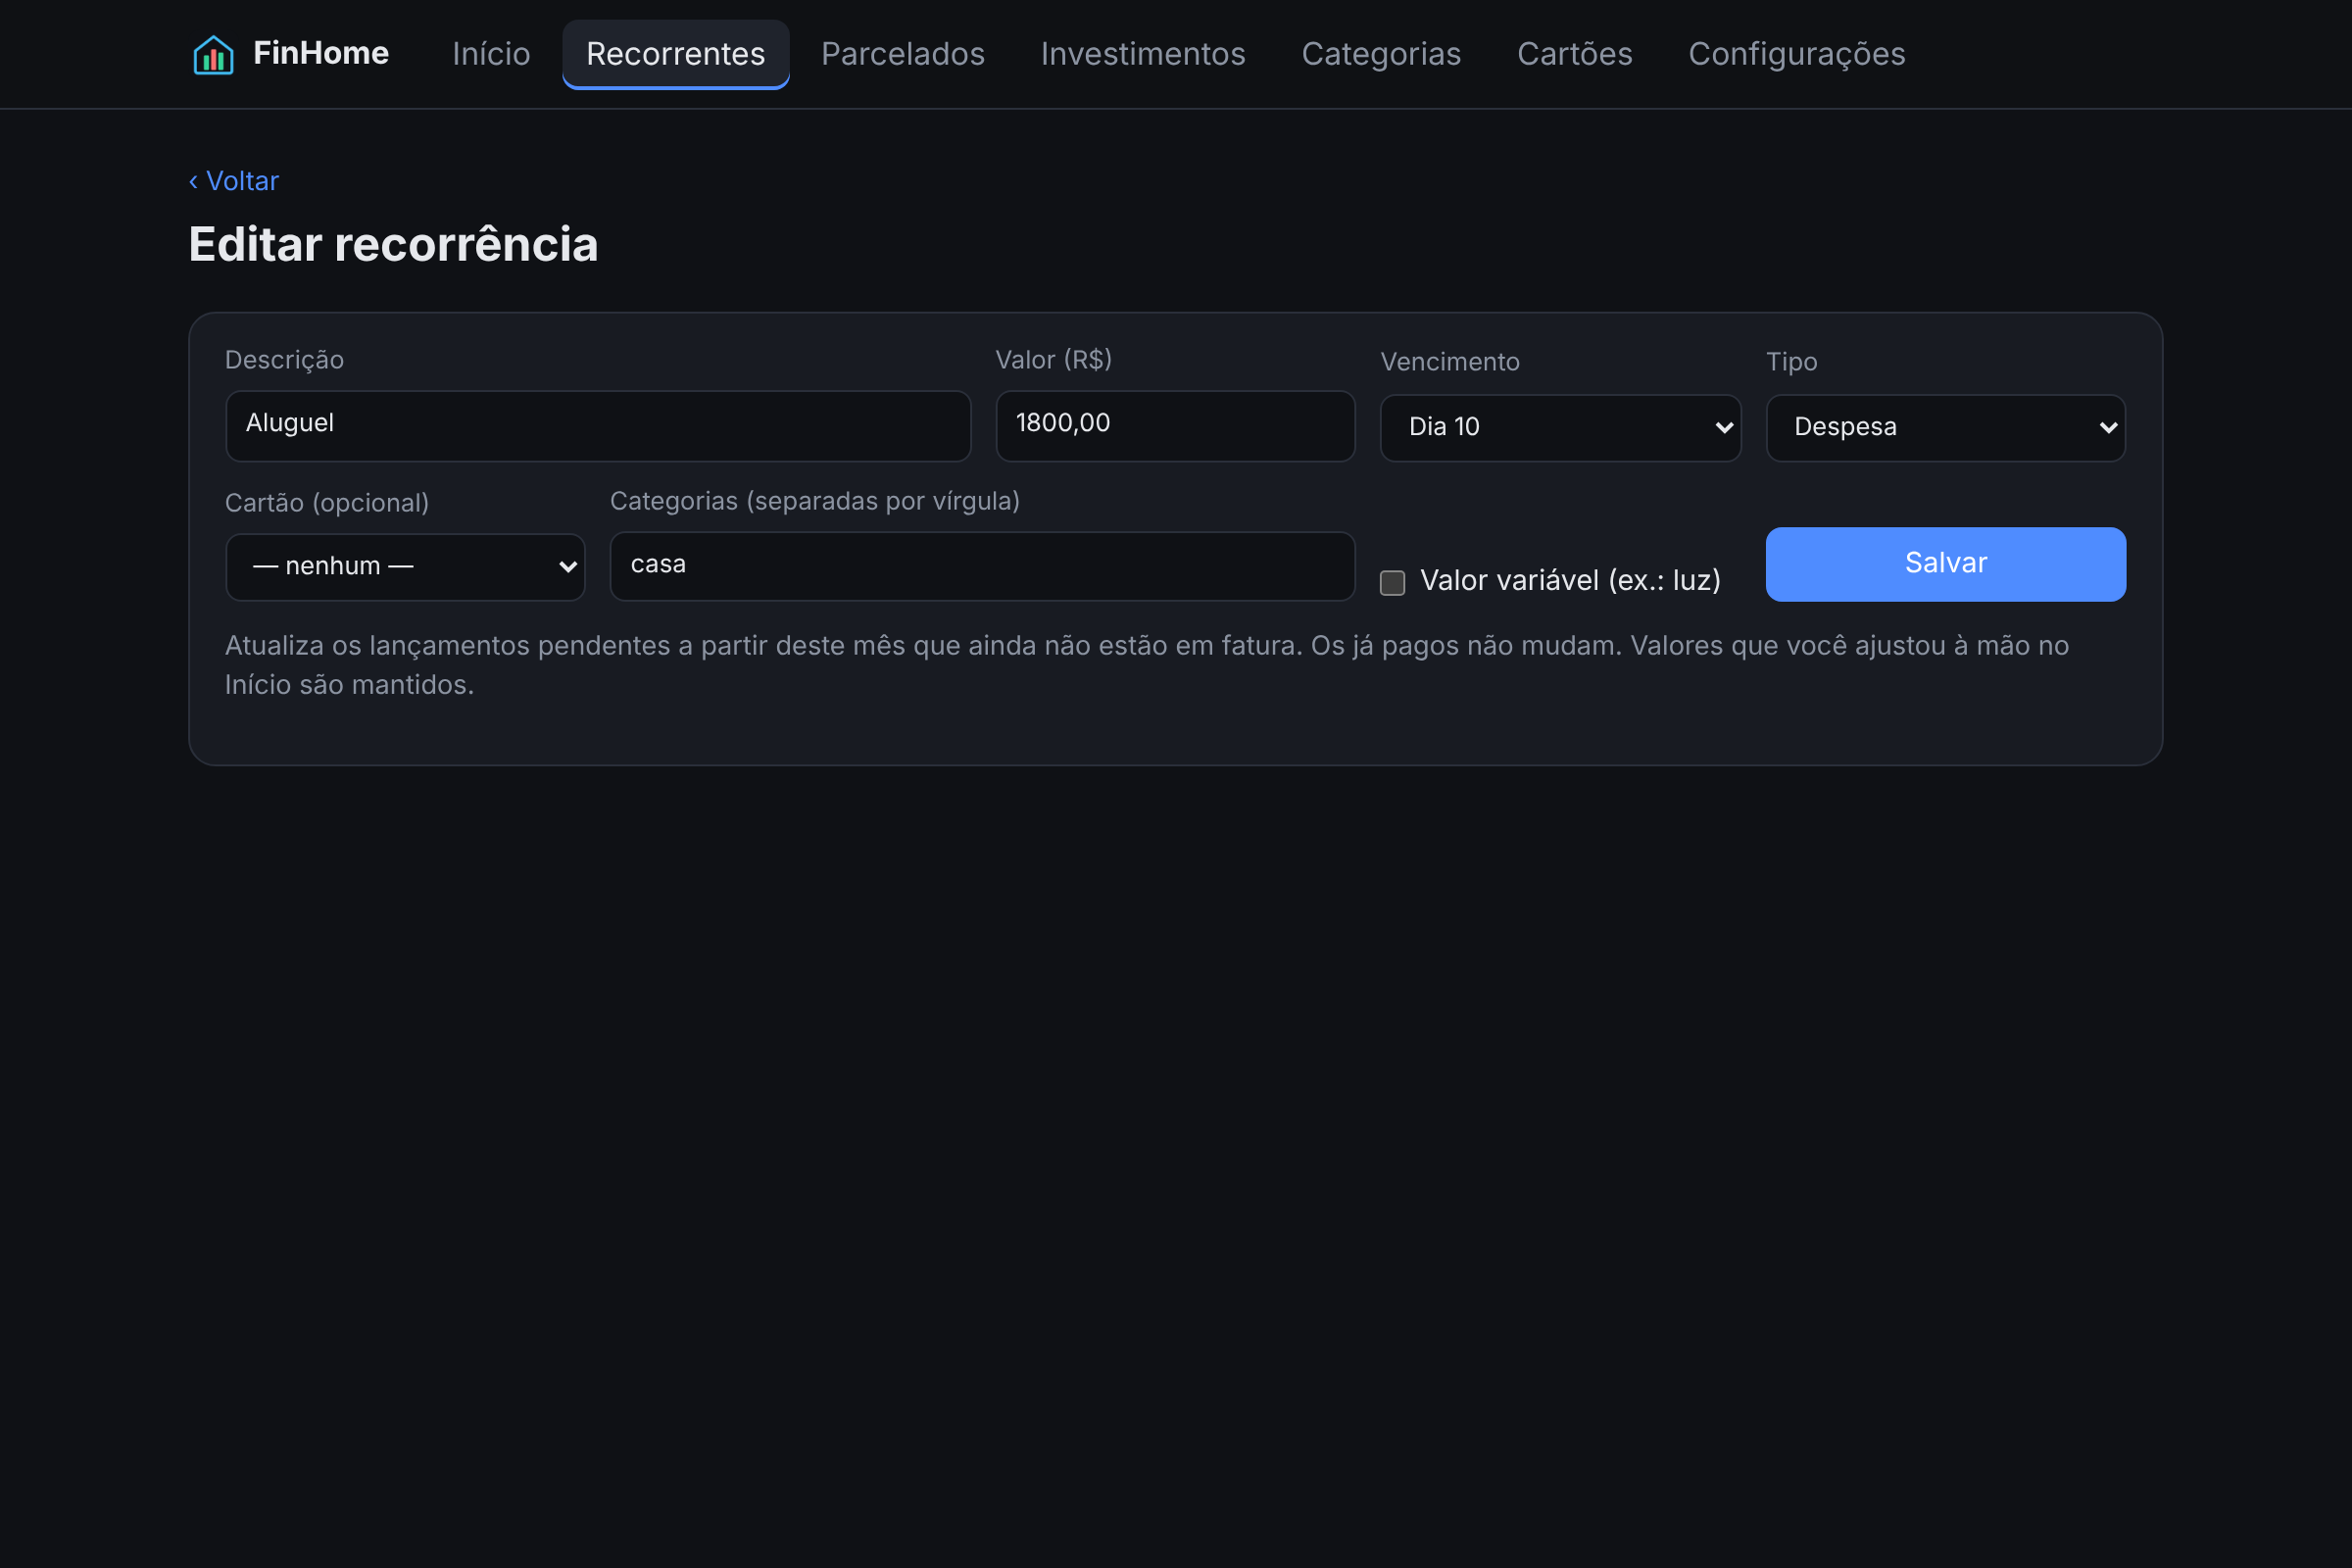 FinHome
Início
Recorrentes
Parcelados
Investimentos
Categorias
Cartões
Configurações
‹ Voltar
Editar recorrência
Descrição
Valor (R$)
Vencimento
Tipo
Aluguel
1800,00
Dia 10
Despesa
Cartão (opcional)
Categorias (separadas por vírgula)
— nenhum —
casa
Valor variável (ex.: luz)
Salvar
Atualiza os lançamentos pendentes a partir deste mês que ainda não estão em fatura. Os já pagos não mudam. Valores que você ajustou à mão no
Início são mantidos.